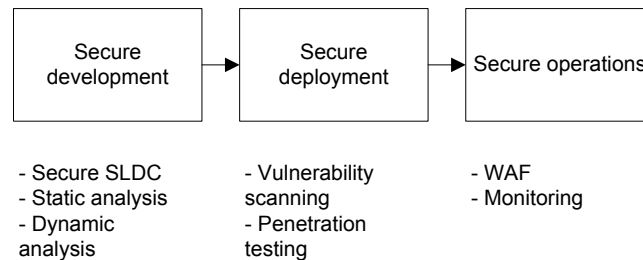 Secure
development
Secure
deployment
Secure operations
- Secure SLDC
- Static analysis
- Dynamic
analysis
- Vulnerability
scanning
- Penetration
testing
- WAF
- Monitoring